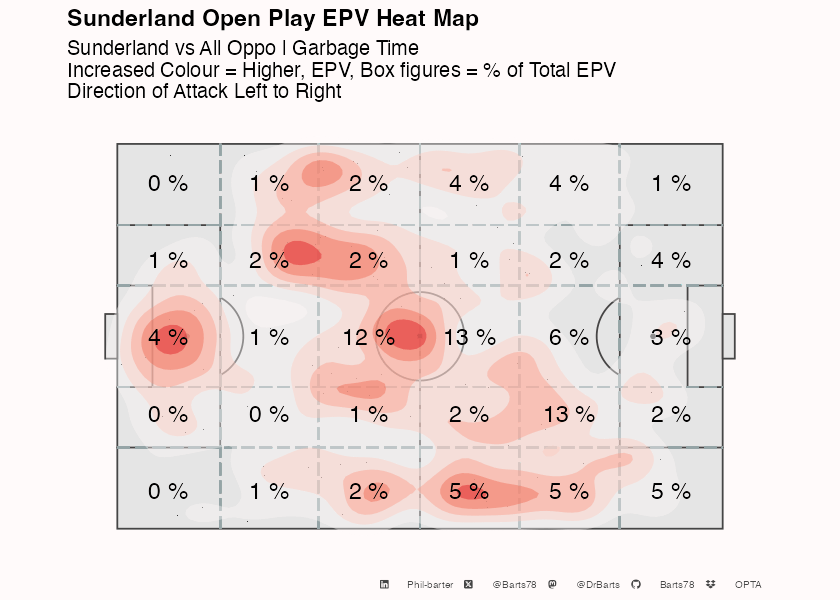 Sunderland Open Play EPV Heat Map
Sunderland vs All Oppo | Garbage Time
Increased Colour = Higher, EPV, Box figures = % of Total EPV
Direction of Attack Left to Right
0 % 1 % 2 % 4 % 4 % 1 %
1 % 2 % 2 % 1 % 2 % 4 %
4 % 1 % 12 % 13 % 6 % 3 %
0 % 0 % 1 % 2 % 13 % 2 %
0 % 1 % 2 % 5 % 5 % 5 %
Phil-barter @Barts78 @DrBarts Barts78 OPTA